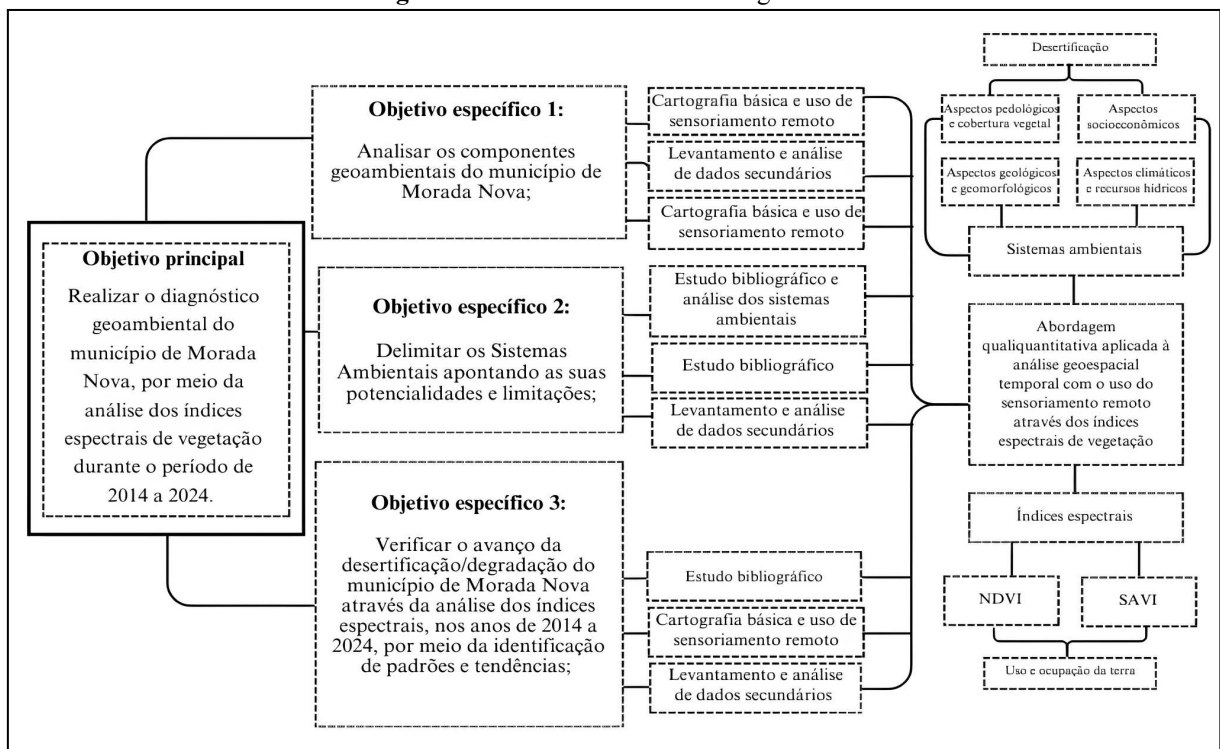 Objetivo principal
Realizar o diagnóstico
geoambiental do
município de Morada
Nova, por meio da
análise dos índices
espectrais de vegetação
durante o período de
2014 a 2024.
Objetivo específico 1:
Analisar os componentes
geoambientais do município de
Morada Nova;
Cartografia básica e uso de
sensoriamento remoto
Levantamento e análise
de dados secundários
Cartografia básica e uso de
sensoriamento remoto
Objetivo específico 2:
Delimitar os Sistemas
Ambientais apontando as suas
potencialidades e limitações;
Estudo bibliográfico e
análise dos sistemas
ambientais
Estudo bibliográfico
Levantamento e análise
de dados secundários
Objetivo específico 3:
Verificar o avanço da
desertificação/degradação do
município de Morada Nova
através da análise dos índices
espectrais, nos anos de 2014 a
2024, por meio da identificação
de padrões e tendências;
Estudo bibliográfico
Cartografia básica e uso de
sensoriamento remoto
Levantamento e análise
de dados secundários
Desertificação
Aspectos pedológicos
e cobertura vegetal
Aspectos
socioeconômicos
Aspectos geológicos
e geomorfológicos
Aspectos climáticos
e recursos hídricos
Sistemas ambientais
Abordagem
qualiquantitativa aplicada à
análise geoespacial
temporal com o uso do
sensoriamento remoto
através dos índices
espectrais de vegetação
Índices espectrais
NDVI
SAVI
Uso e ocupação da terra